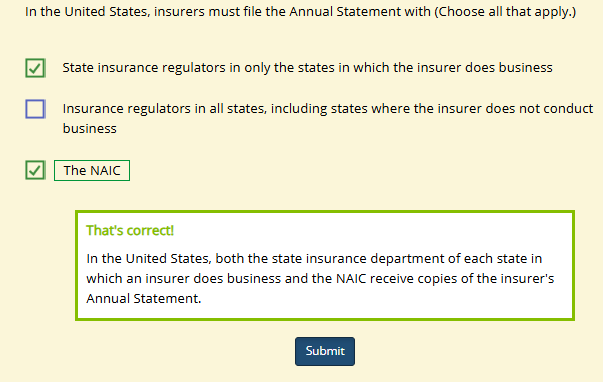 In the United States, insurers must file the Annual Statement with (Choose all that apply.)
State insurance regulators in only the states in which the insurer does business
Insurance regulators in all states, including states where the insurer does not conduct
business
The NAIC
That's correct!
In the United States, both the state insurance department of each state in
which an insurer does business and the NAIC receive copies of the insurer's
Annual Statement.
Submit